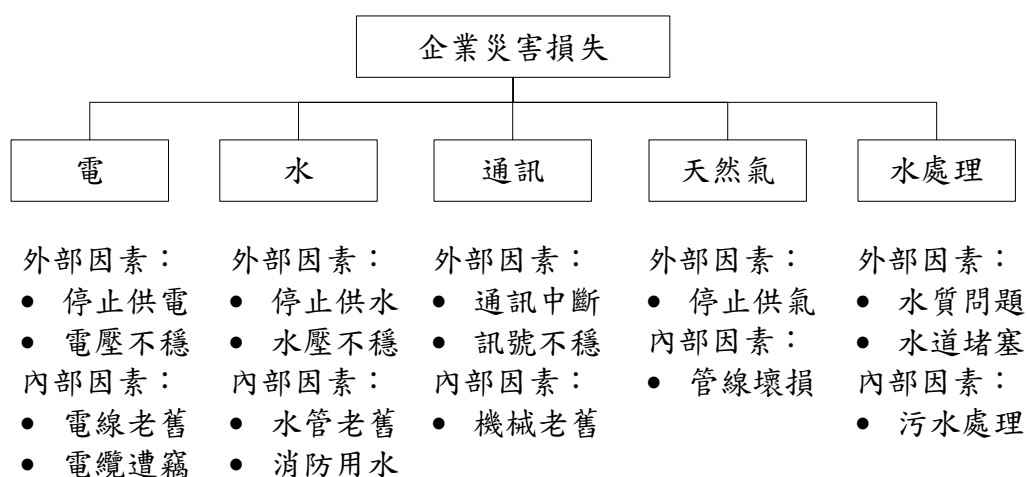 企業災害損失
電
水
通訊
天然氣
水處理
外部因素：
• 停止供電
• 電壓不穩
內部因素：
• 電線老舊
• 電纜遭竊
外部因素：
• 停止供水
• 水壓不穩
內部因素：
• 水管老舊
• 消防用水
外部因素：
• 通訊中斷
• 訊號不穩
內部因素：
• 機械老舊
外部因素：
• 停止供氣
內部因素：
• 管線壞損
外部因素：
• 水質問題
• 水道堵塞
內部因素：
• 污水處理